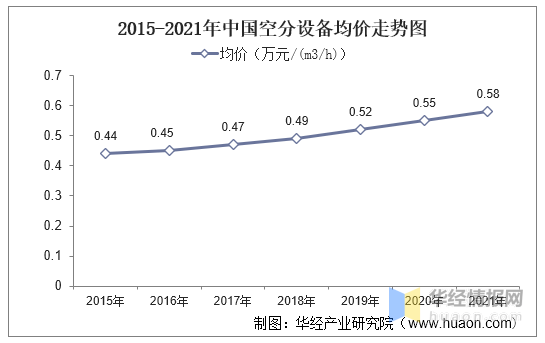 2015-2021年中国空分设备均价走势图
均价（万元/(m3/h)）
0.7
0.6
0.5
0.4
0.3
0.2
0.1
0
0.44
0.45
0.47
0.49
0.52
0.55
0.58
2015年
2016年
2017年
2018年
2019年
2020年
2021年
华经情报网
huaon.com
制图：华经产业研究院（www.huaon.com）